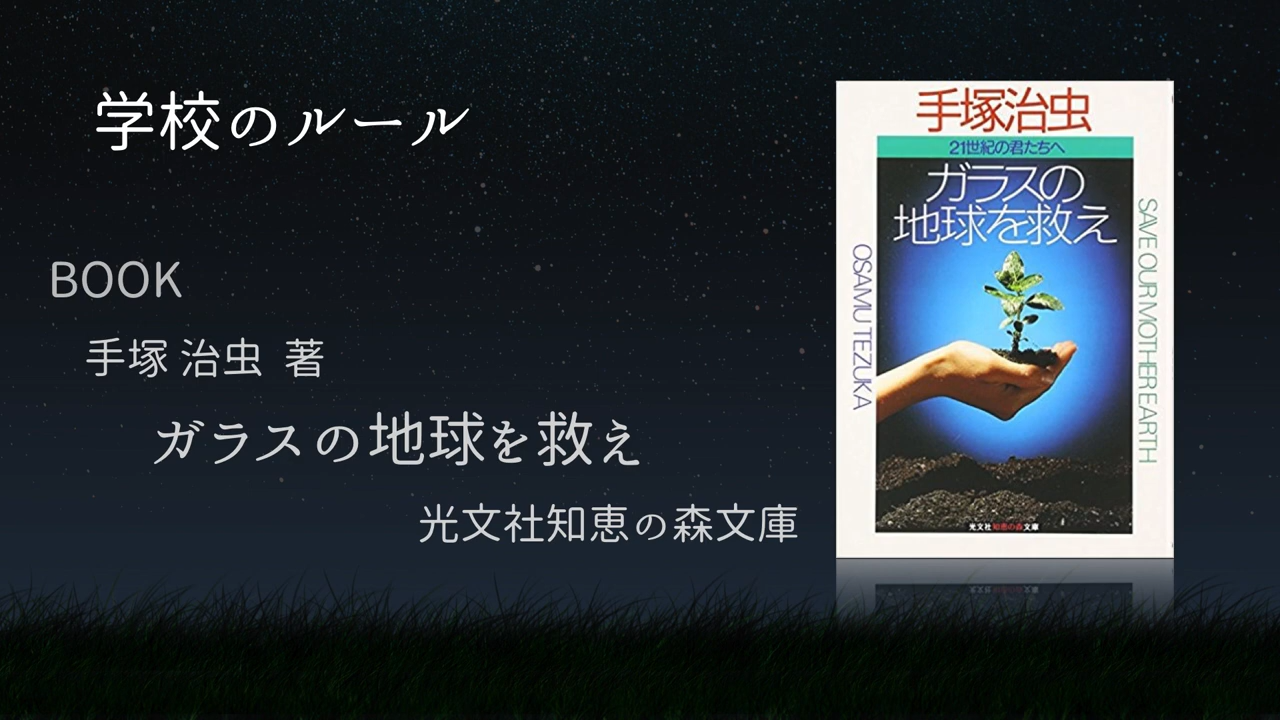 学校のルール
BOOK
手塚 治虫 著
ガラスの地球を救え
光文社知恵の森文庫
手塚治虫
21世紀の君たちへ
ガラスの
地球を救え
OSAMU TEZUKA
SAVE OUR MOTHER EARTH
光文社知恵の森文庫